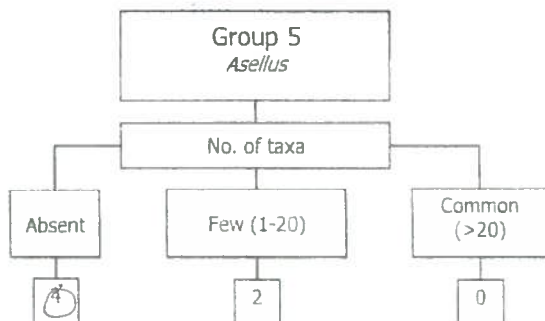 Group 5
Asellus
No. of taxa
Absent
Few (1-20)
Common
(>20)
4
2
0